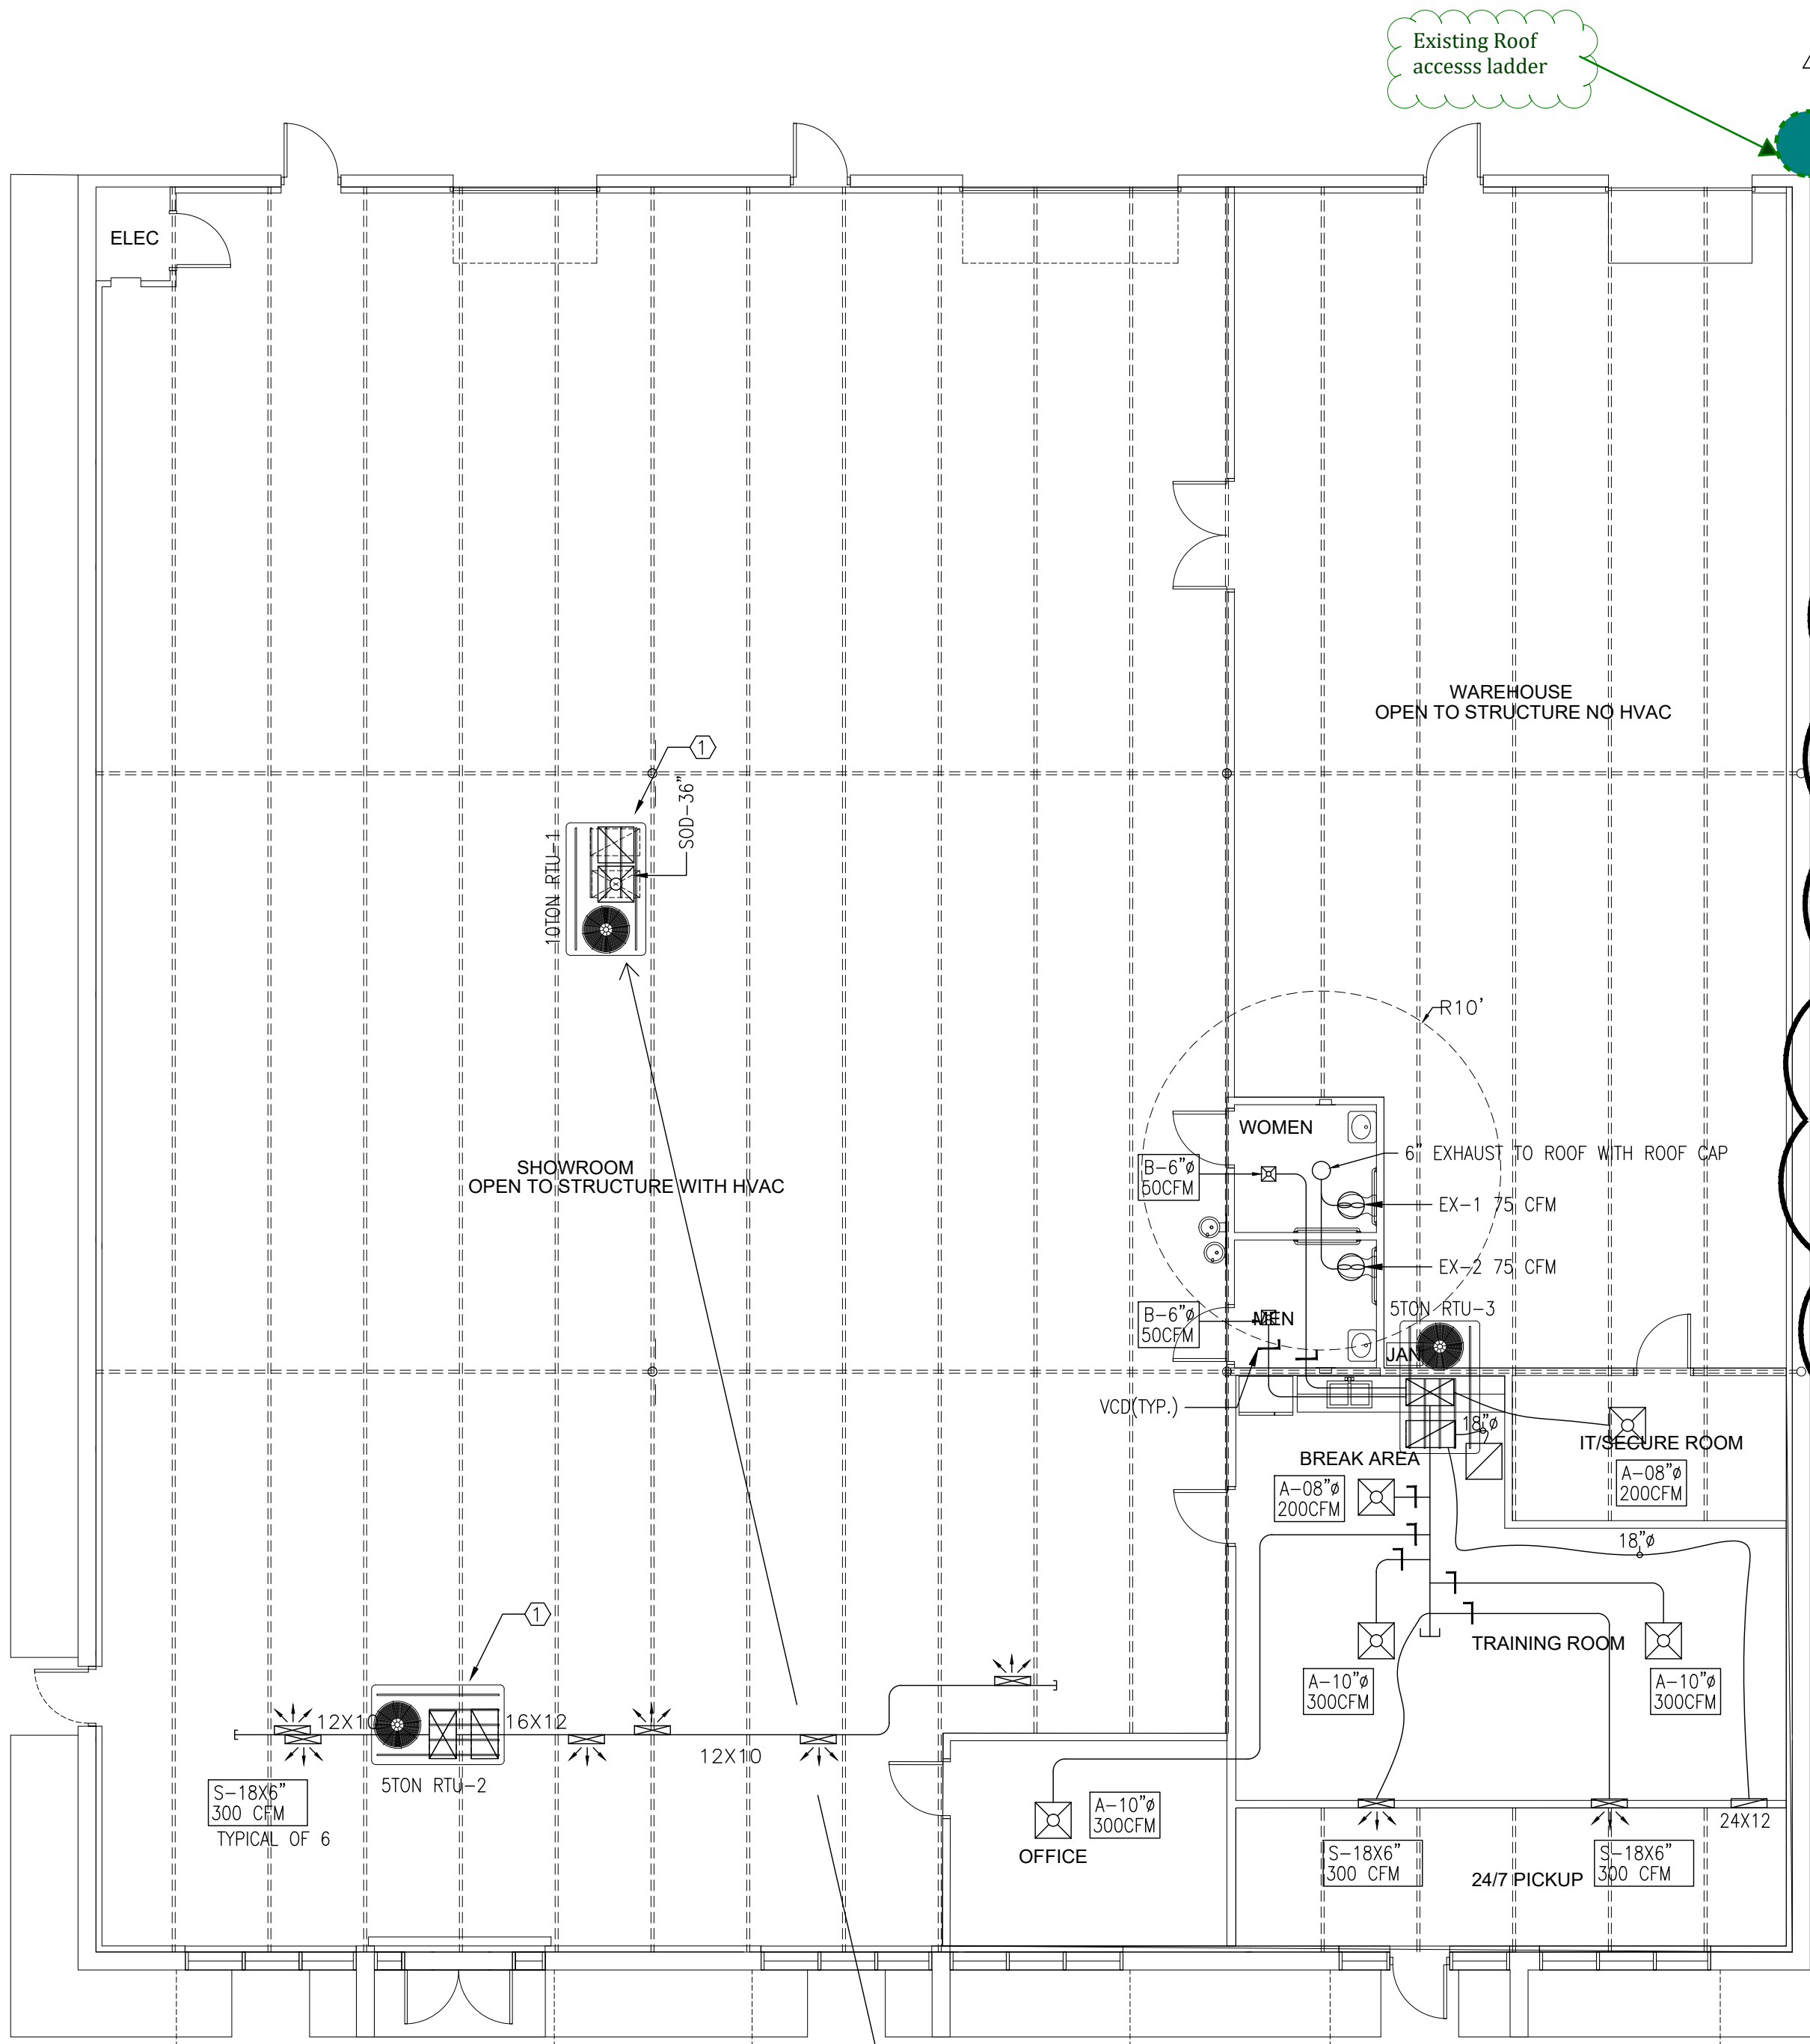 Existing Roof
accesss ladder
4
ELEC
WAREHOUSE
OPEN TO STRUCTURE NO HVAC
1
SOD-36"
10TON RTU-1
R10'
WOMEN
6" EXHAUST TO ROOF WITH ROOF CAP
SHOWROOM
OPEN TO STRUCTURE WITH HVAC
B-6"ø
50CFM
EX-1 75 CFM
EX-2 75 CFM
B-6"ø
50CFM
MEN
5TON RTU-3
JAN
VCD(TYP.)
18"ø
IT/SECURE ROOM
BREAK AREA
A-08"ø
200CFM
A-08"ø
200CFM
18"ø
1
TRAINING ROOM
A-10"ø
300CFM
A-10"ø
300CFM
12X10
16X12
12X10
5TON RTU-2
S-18X6"
300 CFM
TYPICAL OF 6
A-10"ø
300CFM
OFFICE
24X12
S-18X6"
300 CFM
S-18X6"
300 CFM
24/7 PICKUP